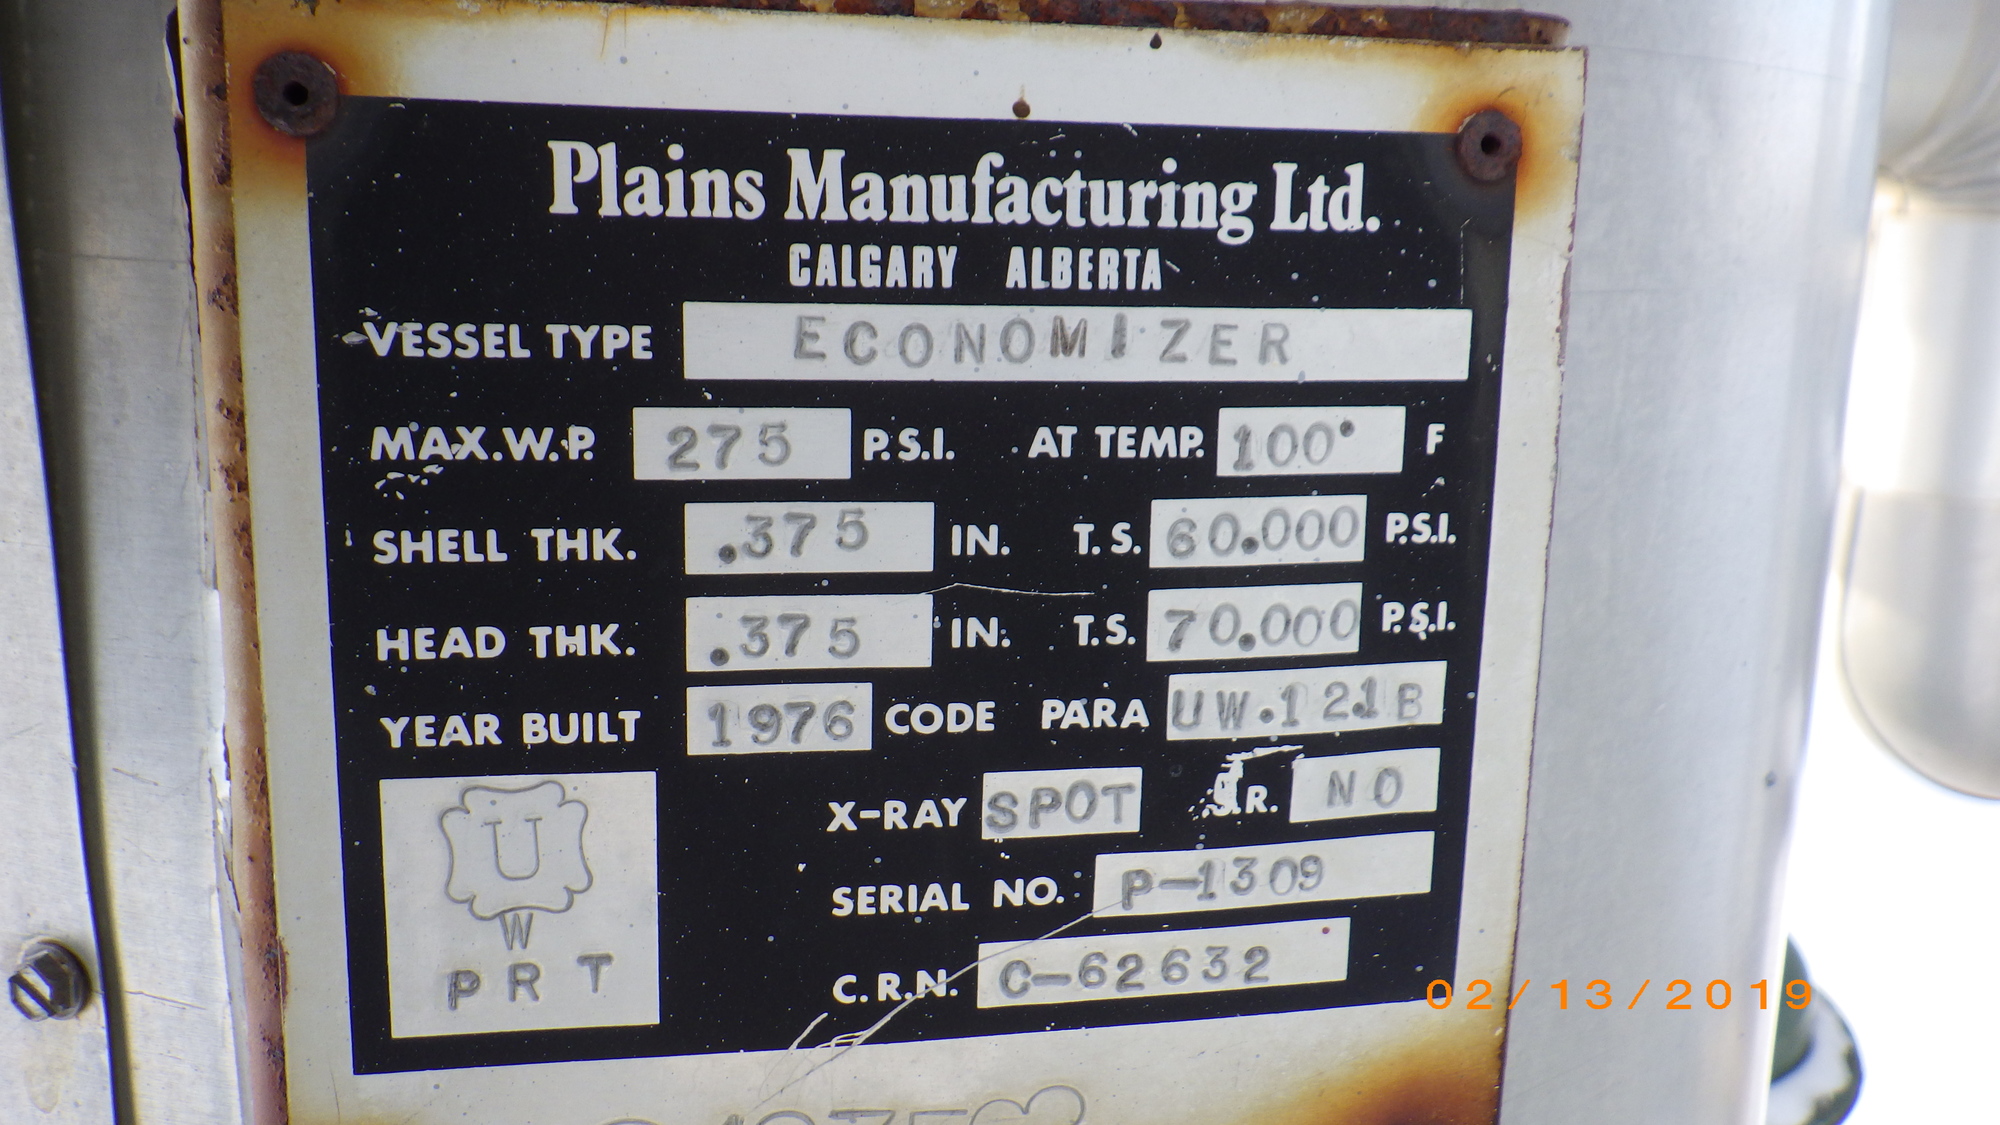 Plains Manufacturing Ltd.
CALGARY ALBERTA
VESSEL TYPE ECONOMIZER
MAX.W.P. 275 P.S.I. AT TEMP. 100° F
SHELL THK. .375 IN. T.S. 60.000 P.S.I.
HEAD THK. .375 IN. T.S. 70.000 P.S.I.
YEAR BUILT 1976 CODE PARA UW.121B
X-RAY SPOT S.R. NO
SERIAL NO. P-1309
C.R.N. C-62632
U
W
PRT
02/13/2019